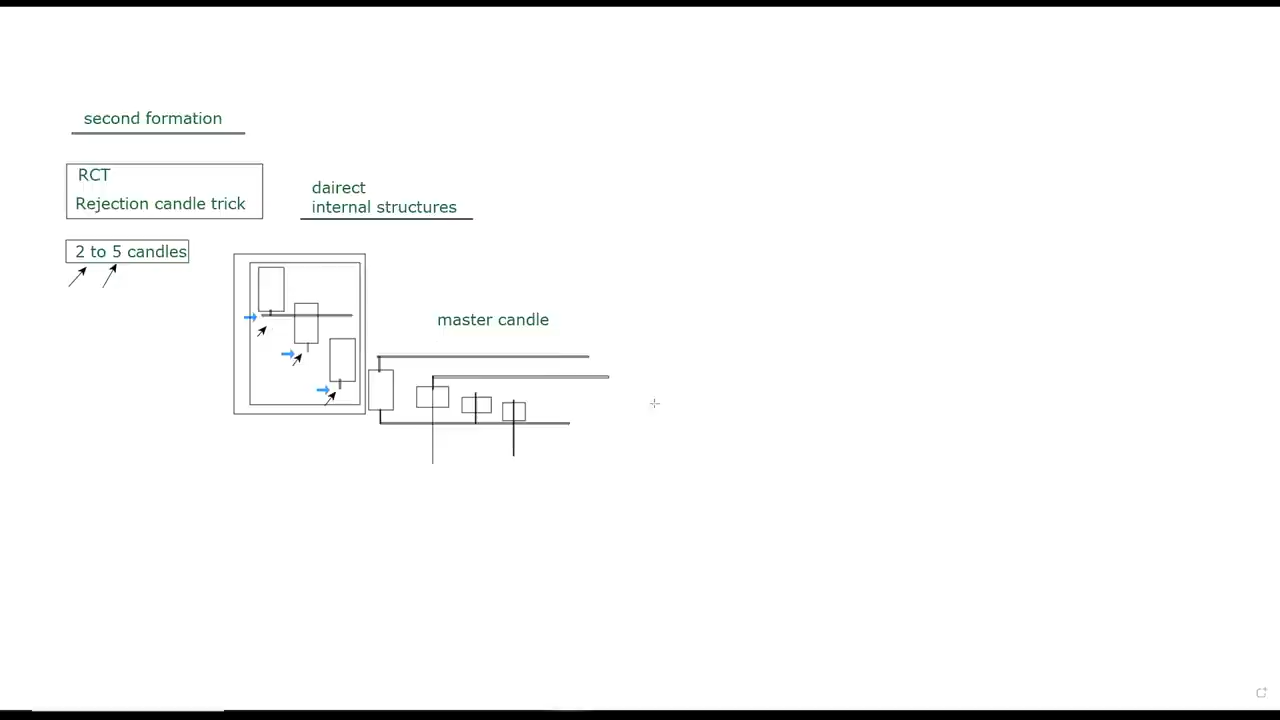 second formation
RCT
Rejection candle trick
dairect
internal structures
2 to 5 candles
master candle